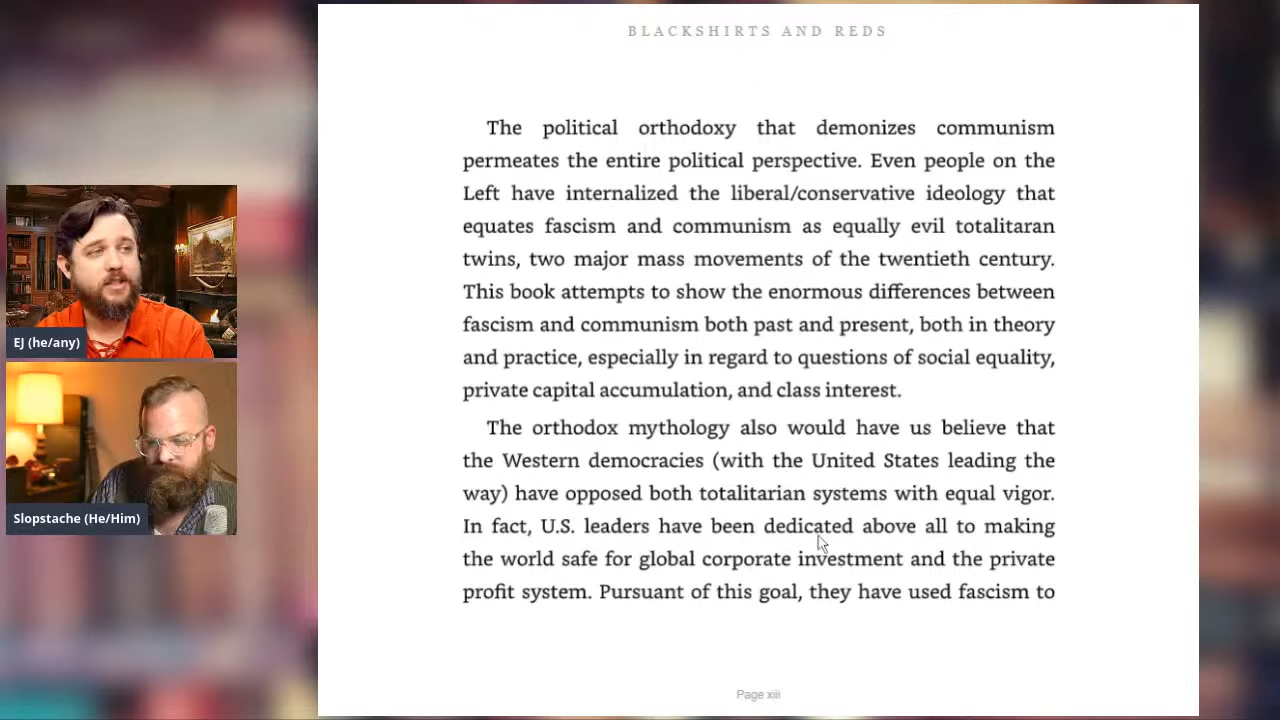 BLACKSHIRTS AND REDS
The political orthodoxy that demonizes communism
permeates the entire political perspective. Even people on the
Left have internalized the liberal/conservative ideology that
equates fascism and communism as equally evil totalitaran
twins, two major mass movements of the twentieth century.
This book attempts to show the enormous differences between
fascism and communism both past and present, both in theory
and practice, especially in regard to questions of social equality,
private capital accumulation, and class interest.
The orthodox mythology also would have us believe that
the Western democracies (with the United States leading the
way) have opposed both totalitarian systems with equal vigor.
In fact, U.S. leaders have been dedicated above all to making
the world safe for global corporate investment and the private
profit system. Pursuant of this goal, they have used fascism to
Page xiii
EJ (he/any)
Slopstache (He/Him)